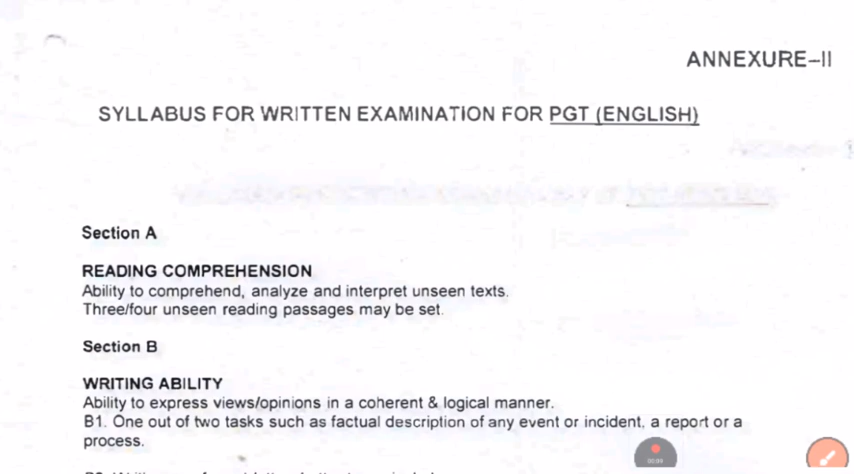 ANNEXURE–II
SYLLABUS FOR WRITTEN EXAMINATION FOR PGT (ENGLISH)
Section A
READING COMPREHENSION
Ability to comprehend, analyze and interpret unseen texts.
Three/four unseen reading passages may be set.
Section B
WRITING ABILITY
Ability to express views/opinions in a coherent & logical manner.
B1. One out of two tasks such as factual description of any event or incident, a report or a
process.